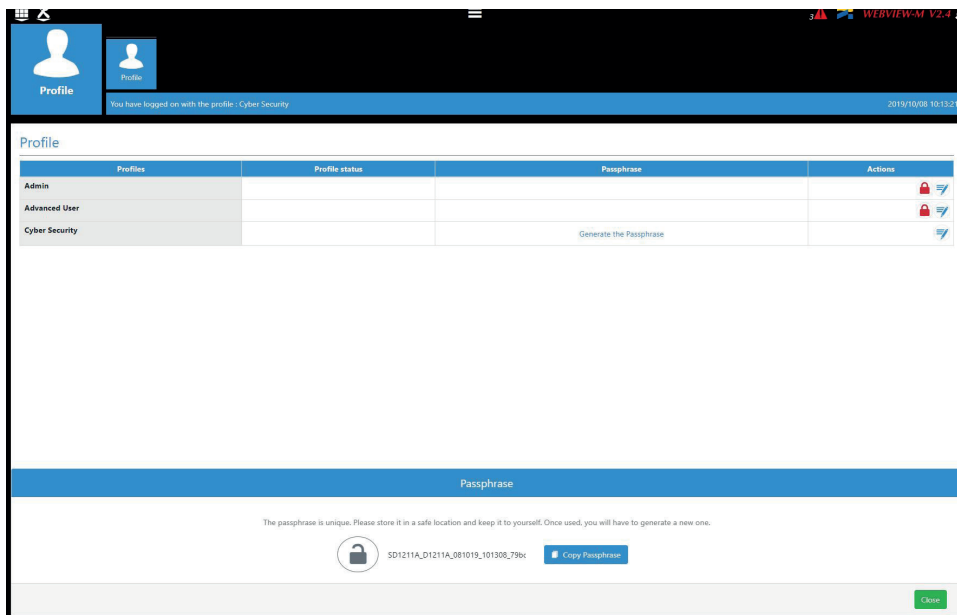 3
WEBVIEW-M V2.4
Profile
Profile
You have logged on with the profile : Cyber Security
2019/10/08 10:13:21
Profile
Profiles Profile status Passphrase Actions
Admin
Advanced User
Cyber Security Generate the Passphrase
Passphrase
The passphrase is unique. Please store it in a safe location and keep it to yourself. Once used, you will have to generate a new one.
SD1211A_D1211A_081019_101308_79bc Copy Passphrase
Close